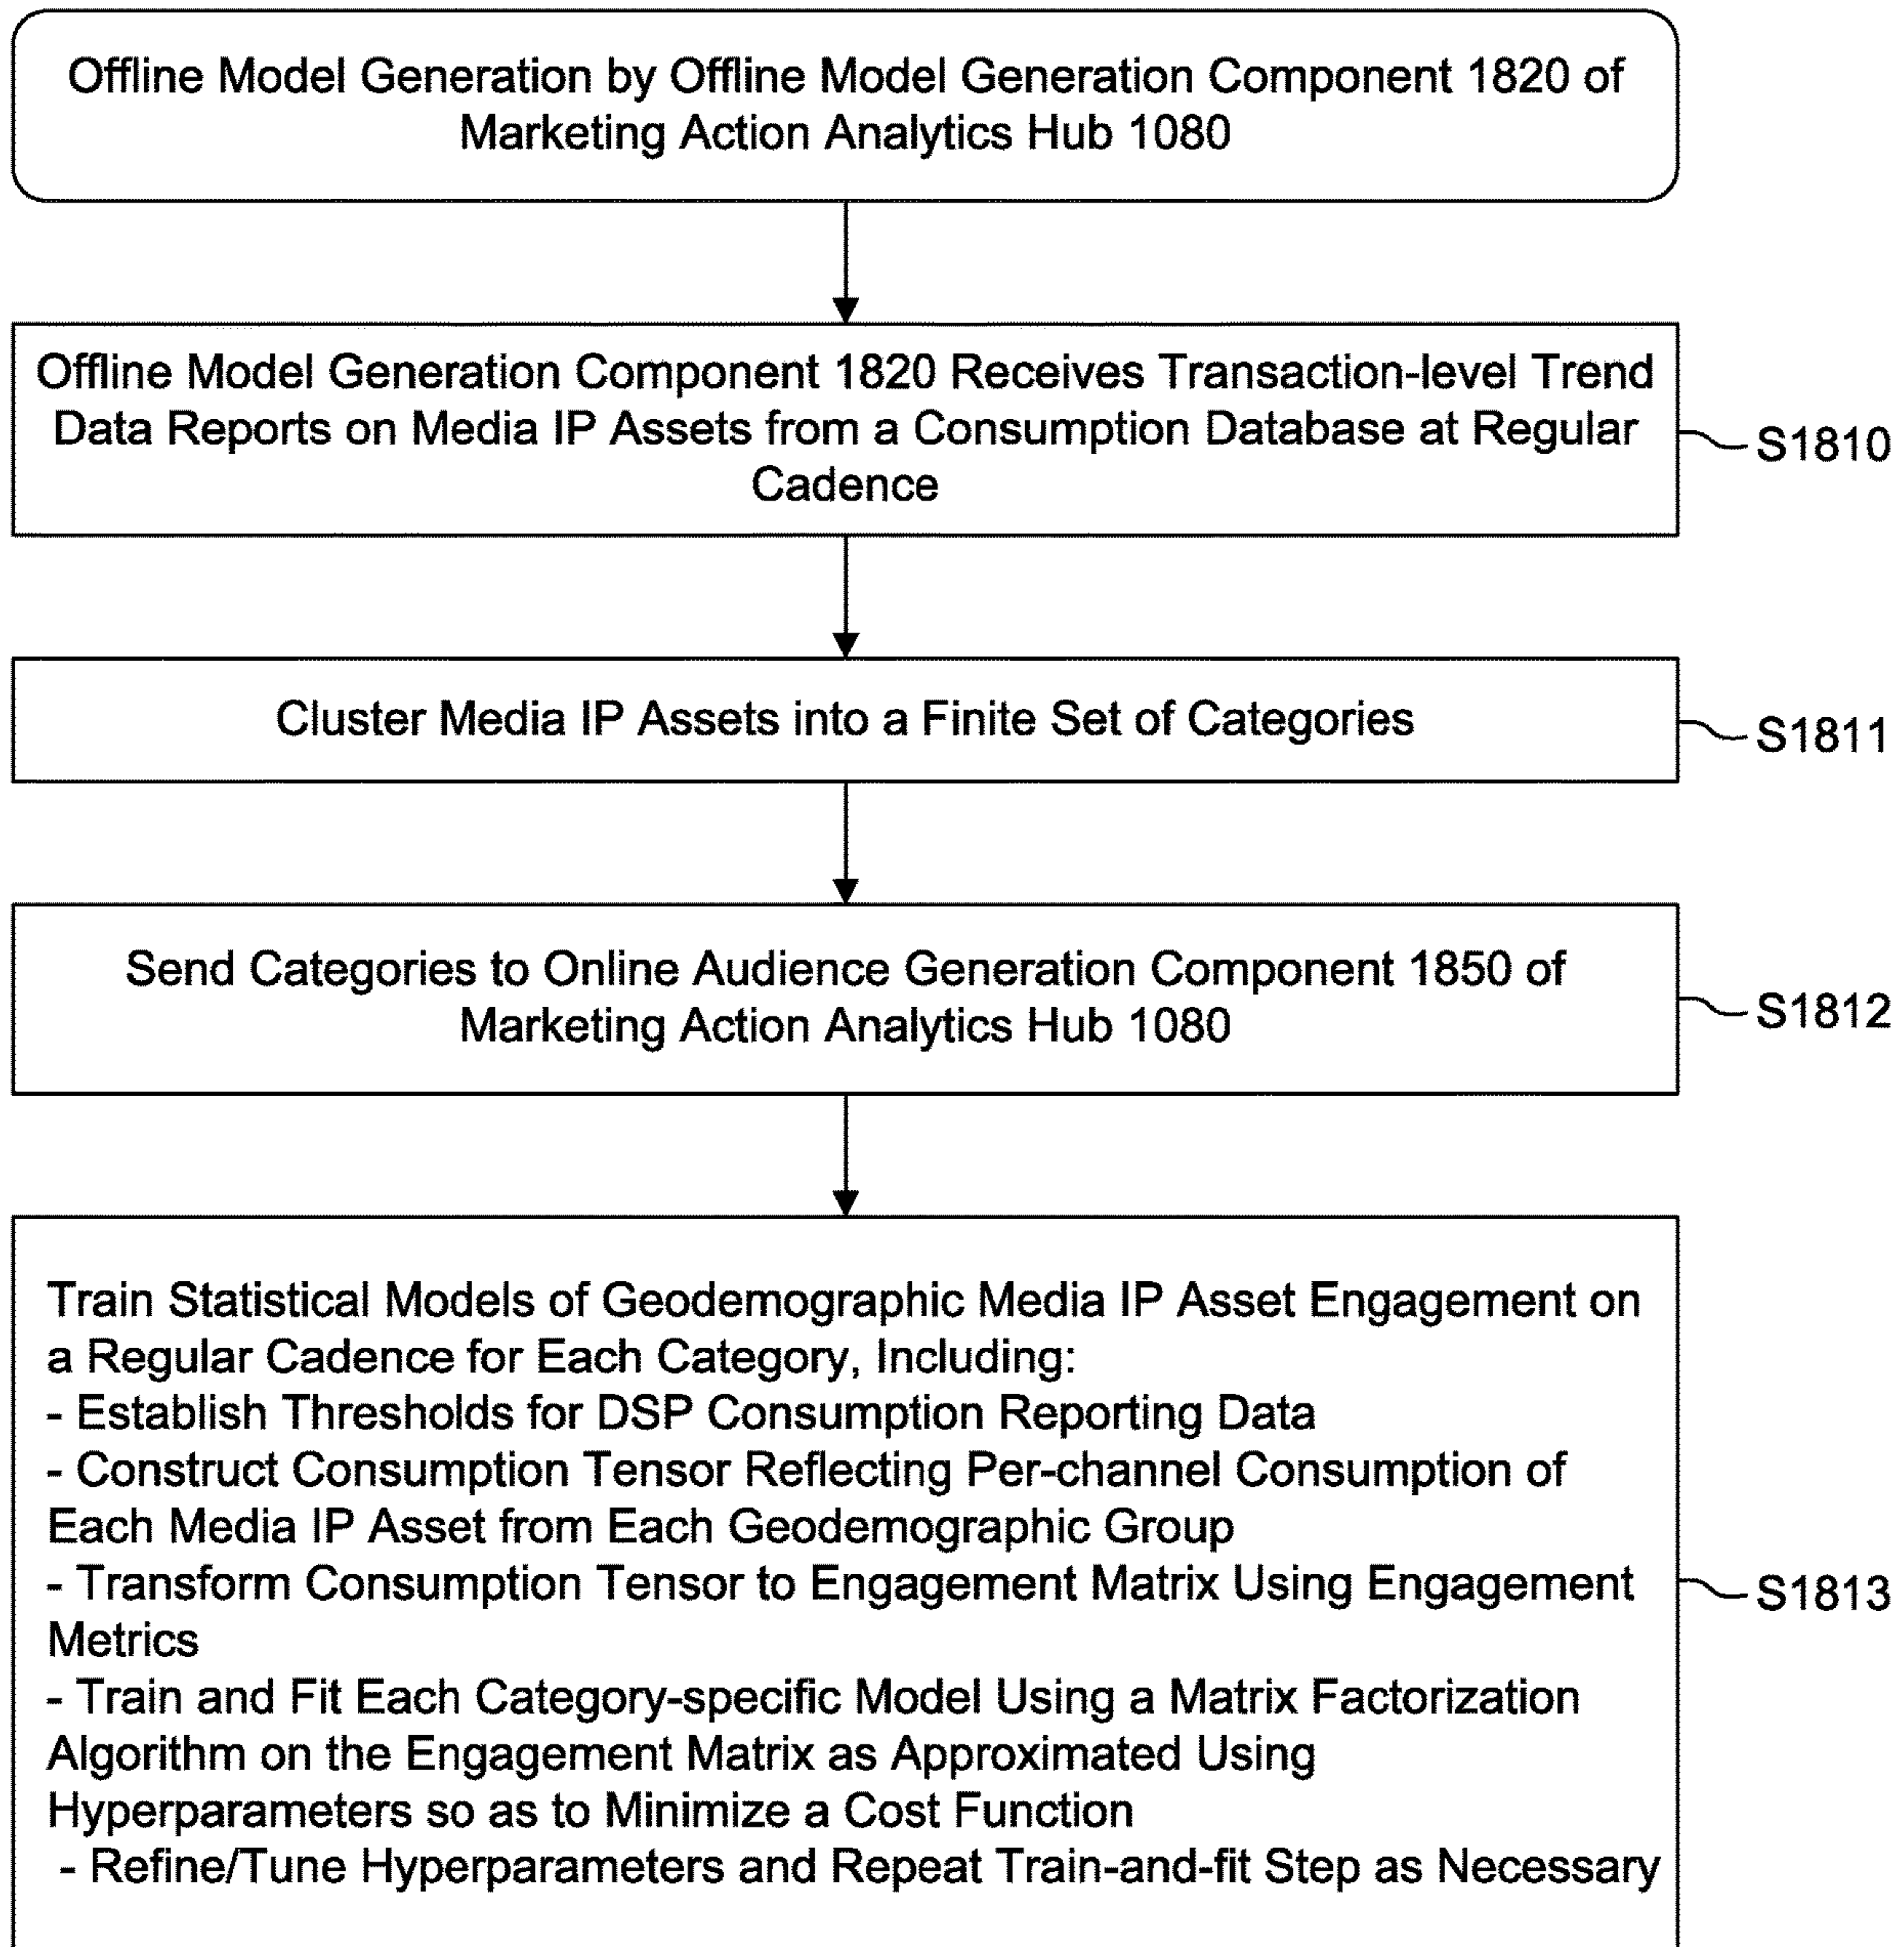 Offline Model Generation by Offline Model Generation Component 1820 of
Marketing Action Analytics Hub 1080
Offline Model Generation Component 1820 Receives Transaction-level Trend
Data Reports on Media IP Assets from a Consumption Database at Regular
Cadence
S1810
Cluster Media IP Assets into a Finite Set of Categories
S1811
Send Categories to Online Audience Generation Component 1850 of
Marketing Action Analytics Hub 1080
S1812
Train Statistical Models of Geodemographic Media IP Asset Engagement on
a Regular Cadence for Each Category, Including:
- Establish Thresholds for DSP Consumption Reporting Data
- Construct Consumption Tensor Reflecting Per-channel Consumption of
Each Media IP Asset from Each Geodemographic Group
- Transform Consumption Tensor to Engagement Matrix Using Engagement
Metrics
- Train and Fit Each Category-specific Model Using a Matrix Factorization
Algorithm on the Engagement Matrix as Approximated Using
Hyperparameters so as to Minimize a Cost Function
- Refine/Tune Hyperparameters and Repeat Train-and-fit Step as Necessary
S1813